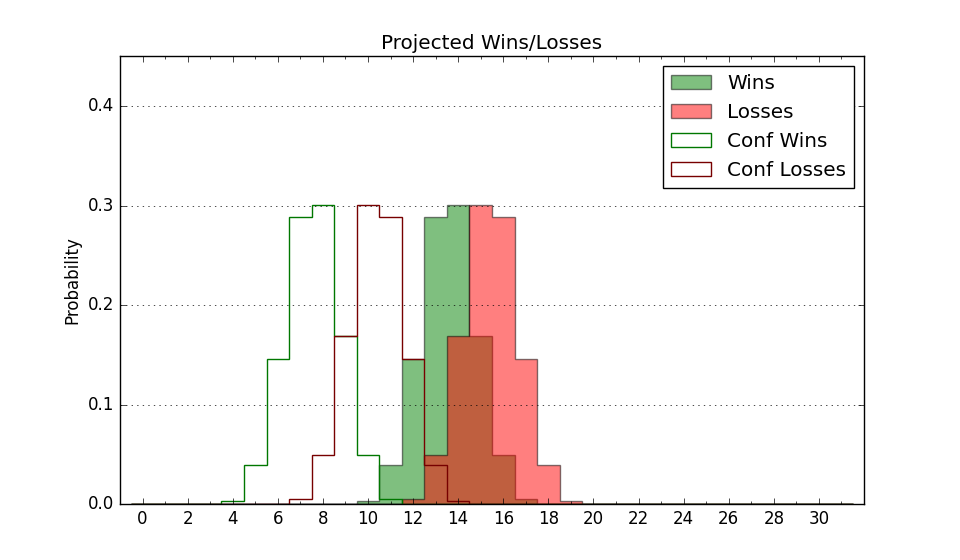 Projected Wins/Losses
Wins
Losses
Conf Wins
Conf Losses
Probability
0.4
0.3
0.2
0.1
0.0
0 2 4 6 8 10 12 14 16 18 20 22 24 26 28 30